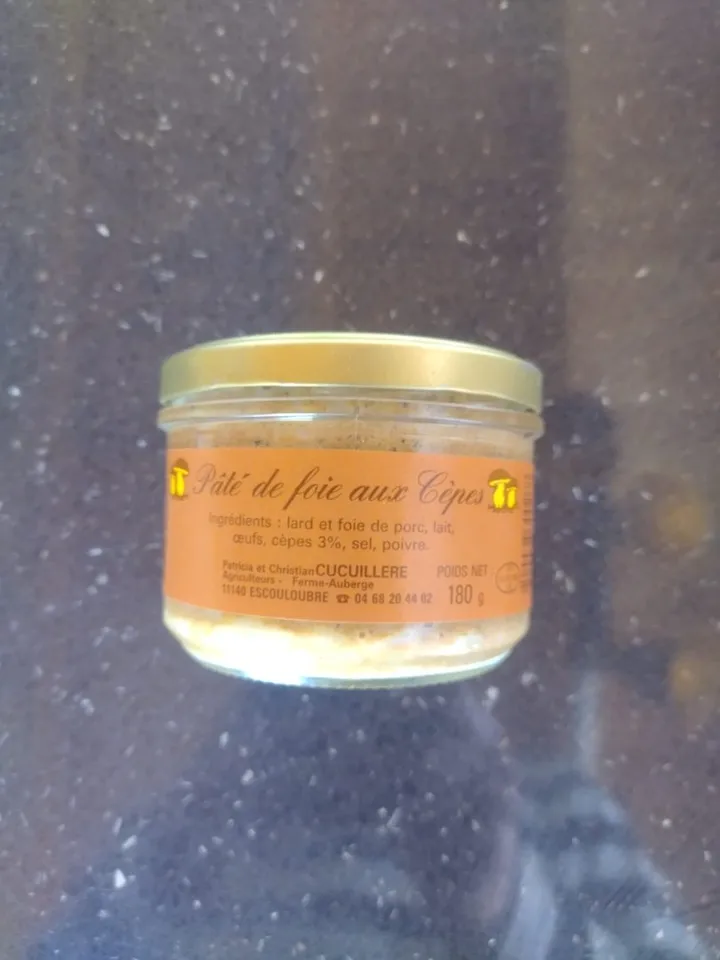 Pâté de foie aux Cèpes
Ingrédients : lard et foie de porc, lait,
œufs, cèpes 3%, sel, poivre.
Patricia et Christian CUCUILLERE
Agriculteurs - Ferme-Auberge
11140 ESCOULOUBRE ☎ 04 68 20 44 62
POIDS NET
180 g